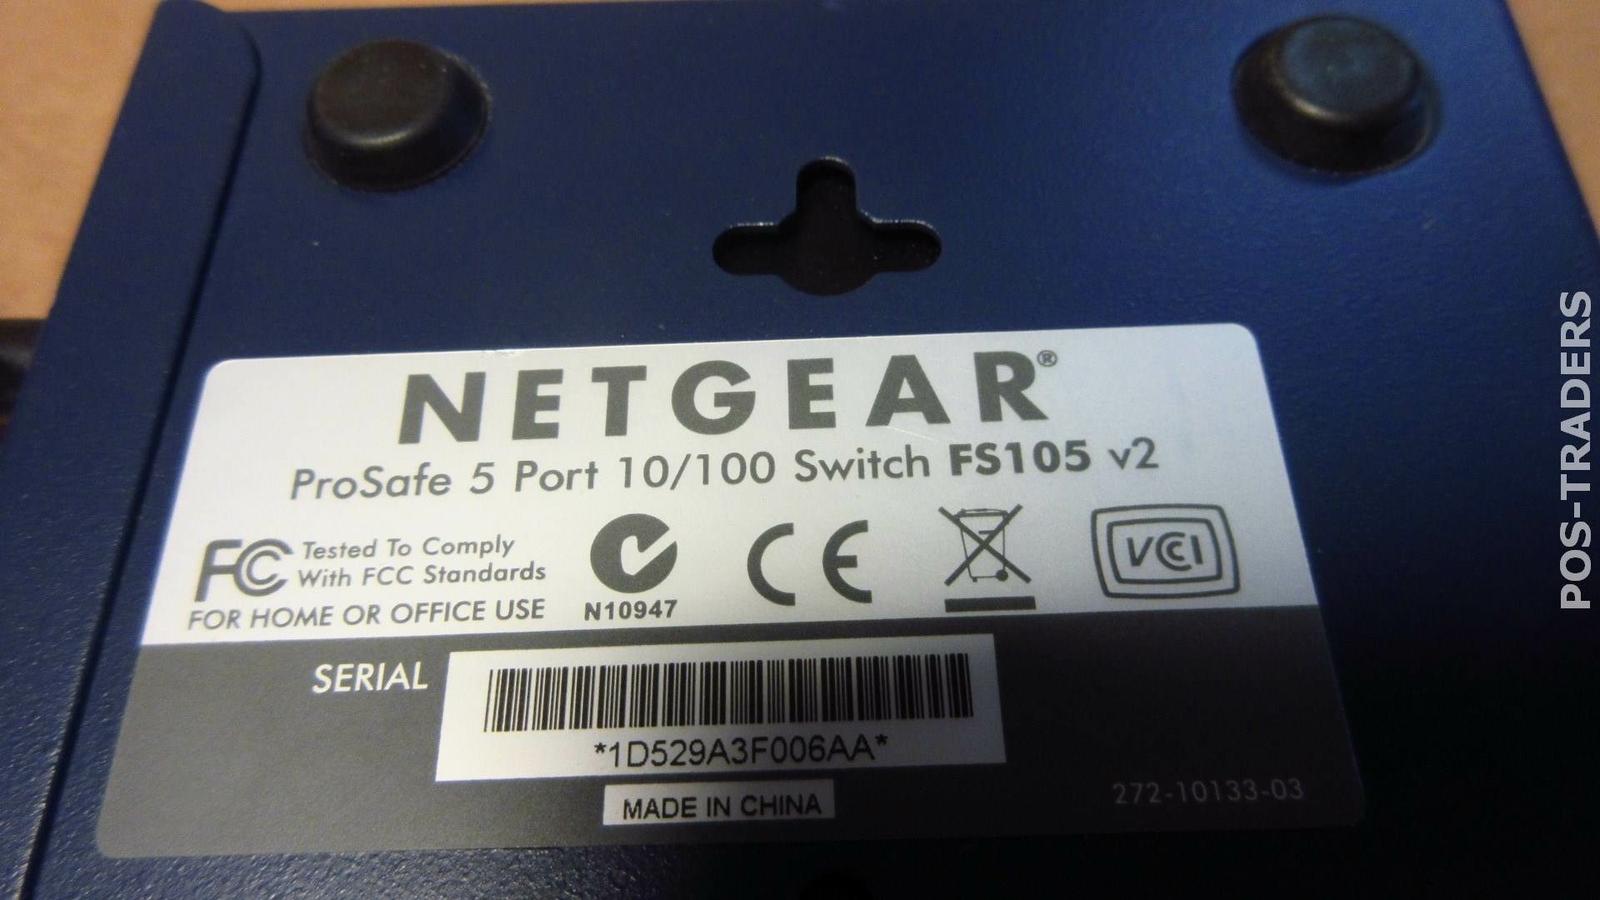 NETGEAR®
ProSafe 5 Port 10/100 Switch FS105 v2
FC Tested To Comply
With FCC Standards
FOR HOME OR OFFICE USE
N10947
CE
VCCI
SERIAL
*1D529A3F006AA*
MADE IN CHINA
272-10133-03
POS-TRADERS